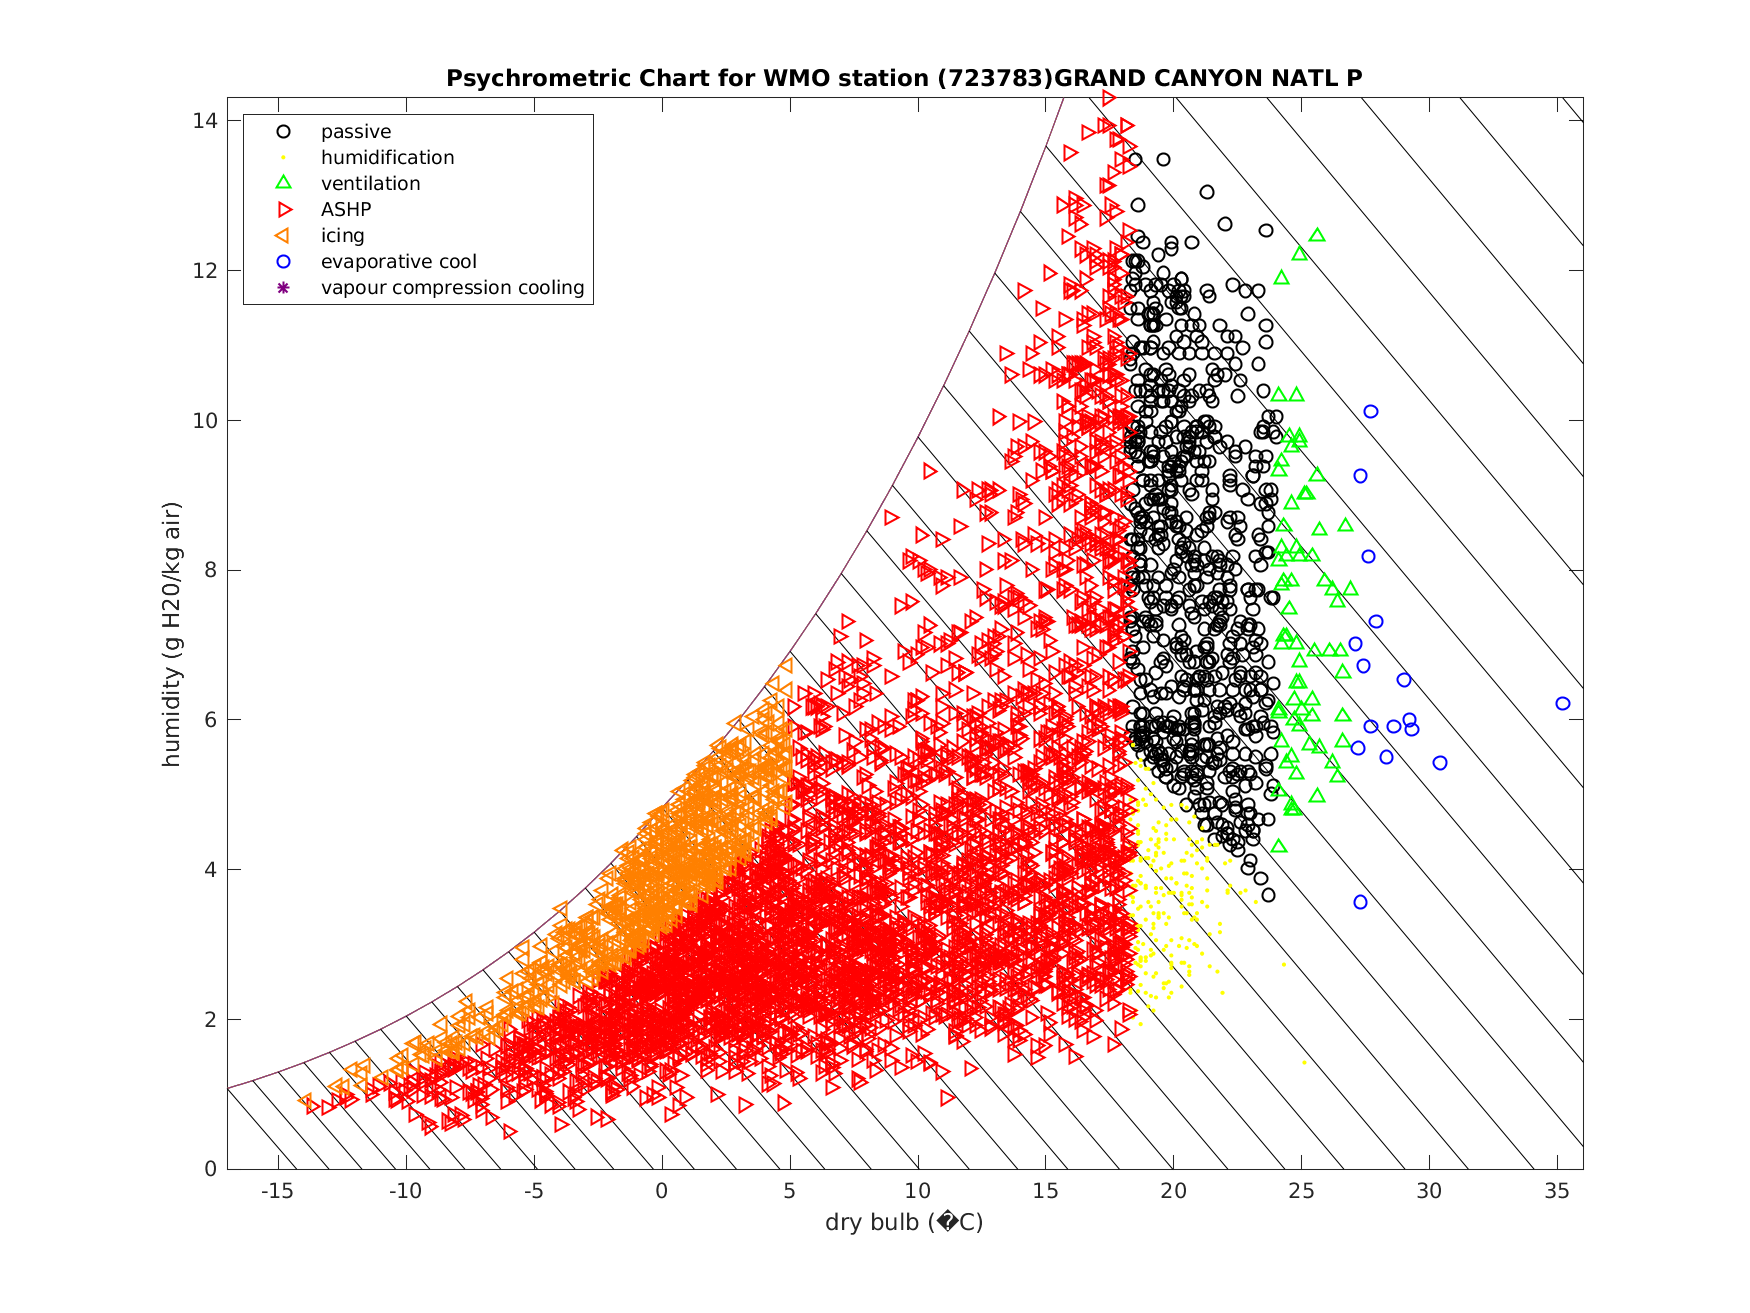 Psychrometric Chart for WMO station (723783)GRAND CANYON NATL P
passive
humidification
ventilation
ASHP
icing
evaporative cool
vapour compression cooling
humidity (g H20/kg air)
14
12
10
8
6
4
2
0
-15 -10 -5 0 5 10 15 20 25 30 35
dry bulb (�C)